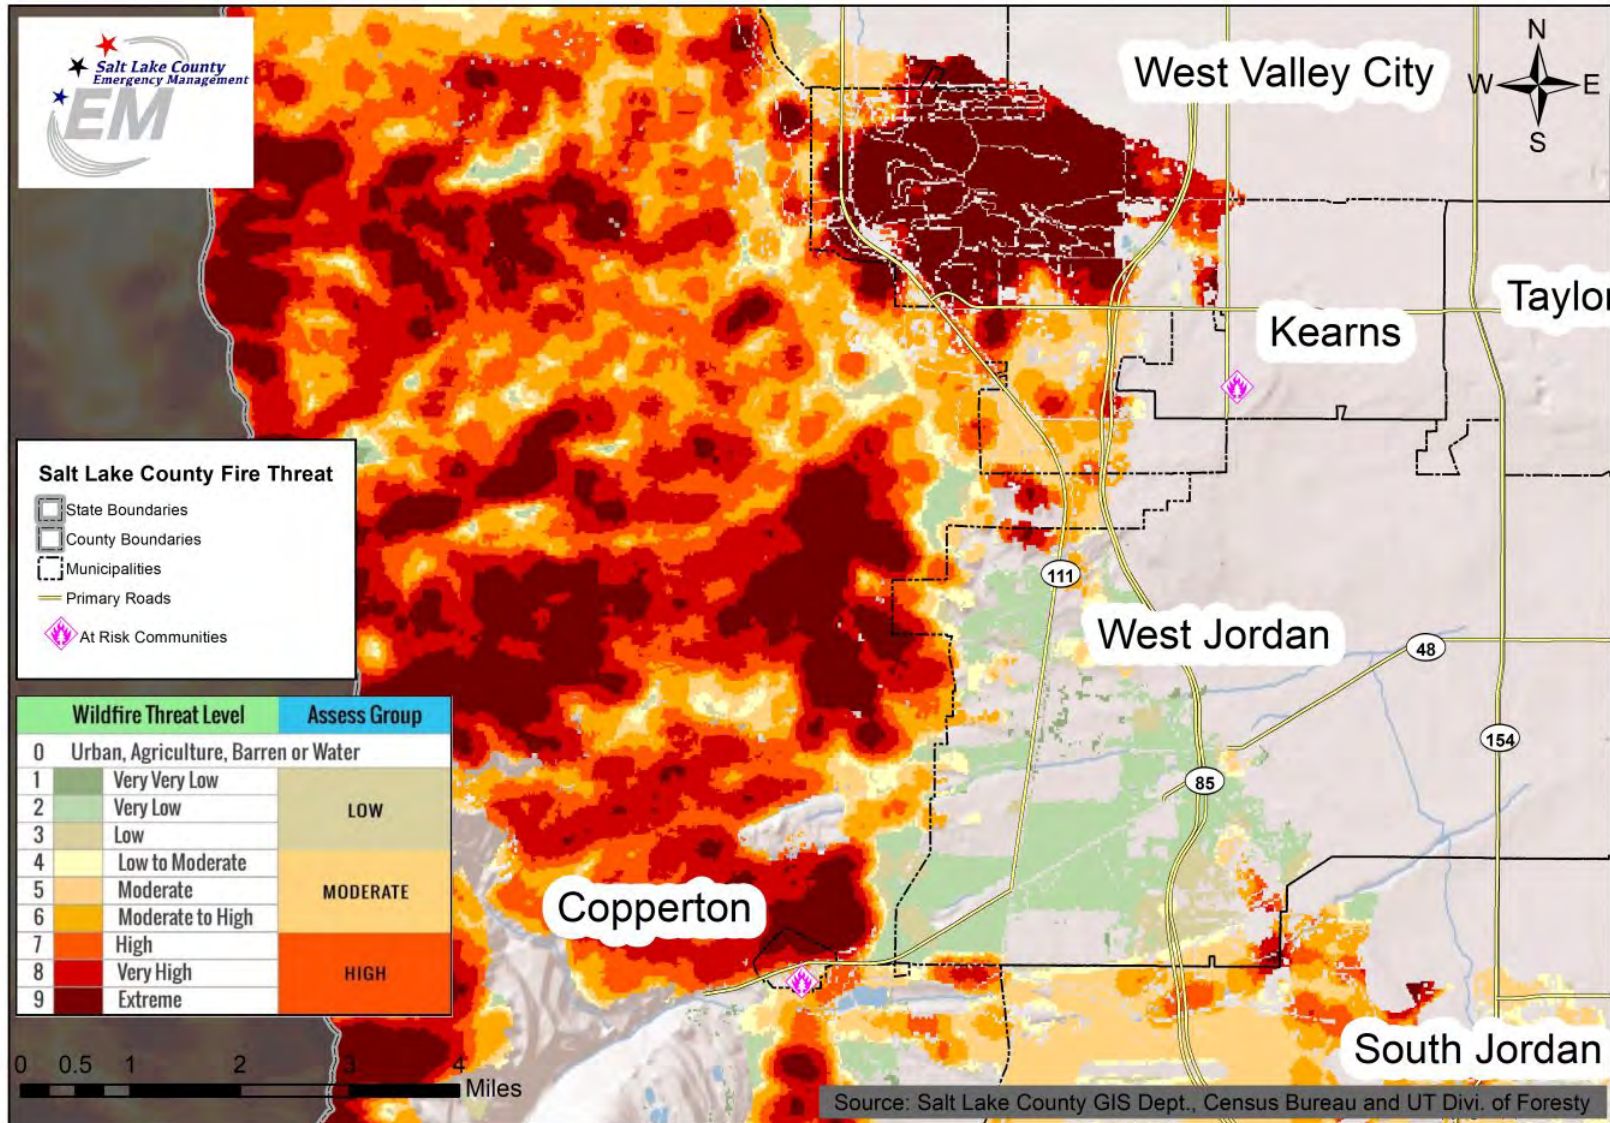 Salt Lake County
Emergency Management
EM
West Valley City
N
W E
S
Taylor
Kearns
Salt Lake County Fire Threat
State Boundaries
County Boundaries
Municipalities
Primary Roads
At Risk Communities
111
West Jordan
48
154
85
Wildfire Threat Level Assess Group
0 Urban, Agriculture, Barren or Water
1 Very Very Low
2 Very Low LOW
3 Low
4 Low to Moderate
5 Moderate MODERATE
6 Moderate to High
7 High
8 Very High HIGH
9 Extreme
Copperton
South Jordan
0 0.5 1 2 3 4
Miles
Source: Salt Lake County GIS Dept., Census Bureau and UT Divi. of Foresty